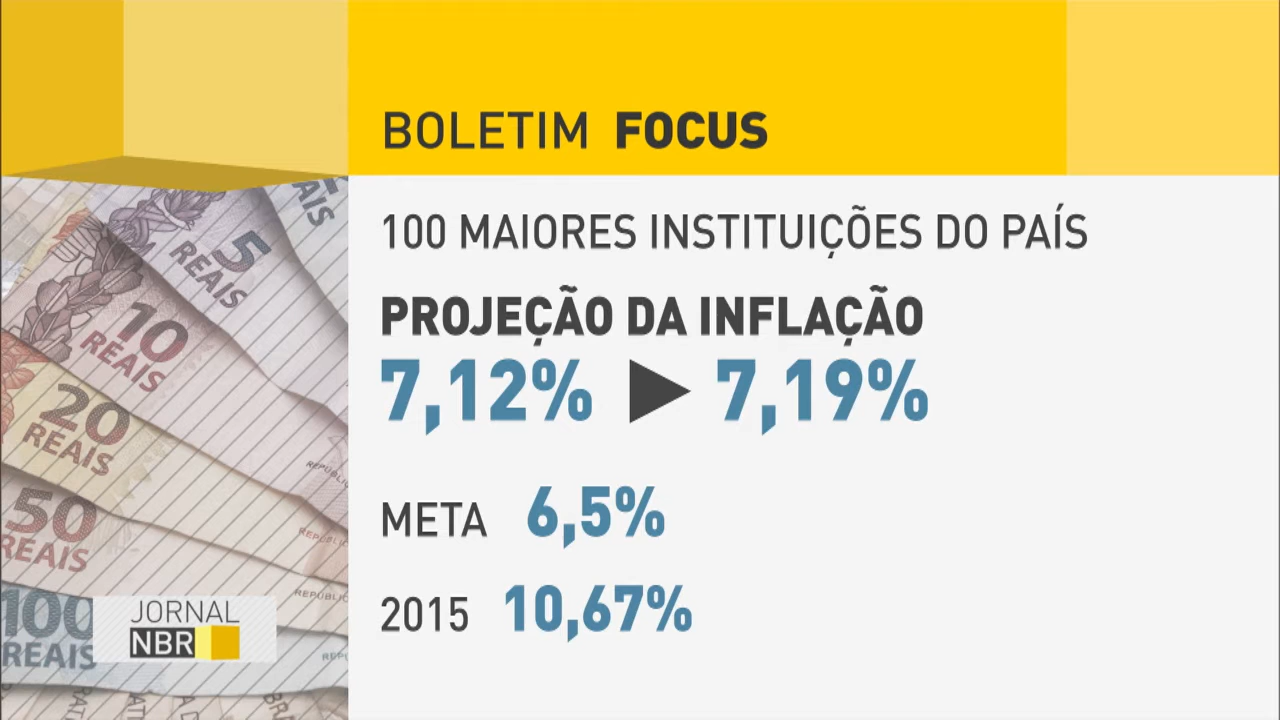 BOLETIM FOCUS
100 MAIORES INSTITUIÇÕES DO PAÍS
PROJEÇÃO DA INFLAÇÃO
7,12% ▶ 7,19%
META 6,5%
2015 10,67%
REAIS
5
REAIS
10
REAIS
20
REAIS
50
REAIS
100
REAIS
JORNAL
NBR